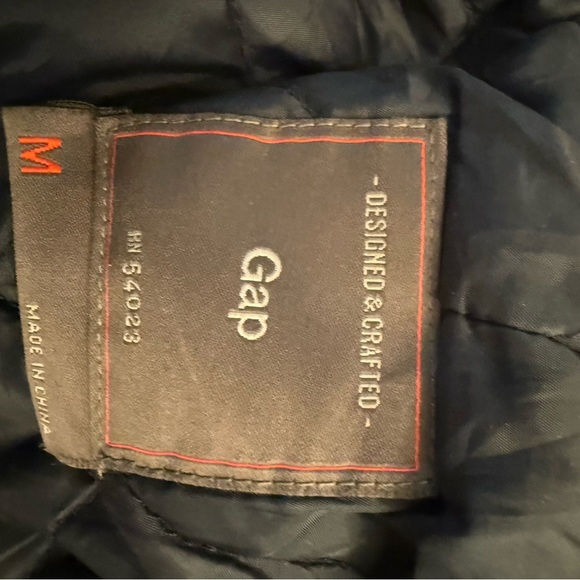 - DESIGNED & CRAFTED -
Gap
RN 54023
M
MADE IN CHINA